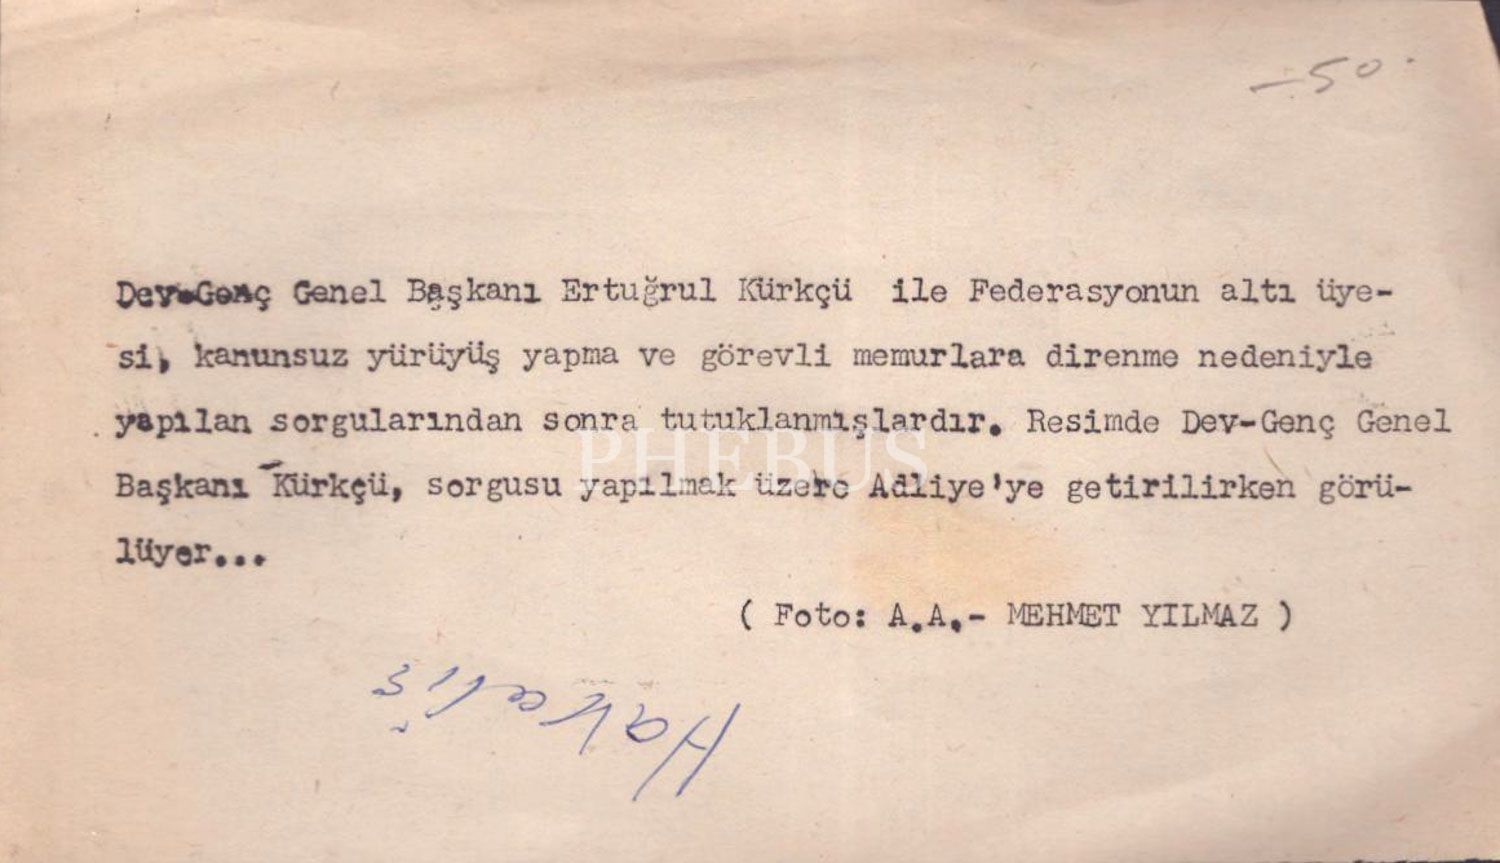 -50.
Dev-Genç Genel Başkanı Ertuğrul Kürkçü ile Federasyonun altı üye-
si, kanunsuz yürüyüş yapma ve görevli memurlara direnme nedeniyle
yapılan sorgularından sonra tutuklanmışlardır. Resimde Dev-Genç Genel
Başkanı Kürkçü, sorgusu yapılmak üzere Adliye'ye getirilirken görü-
lüyer...
( Foto: A.A.- MEHMET YILMAZ )
PHEBUS